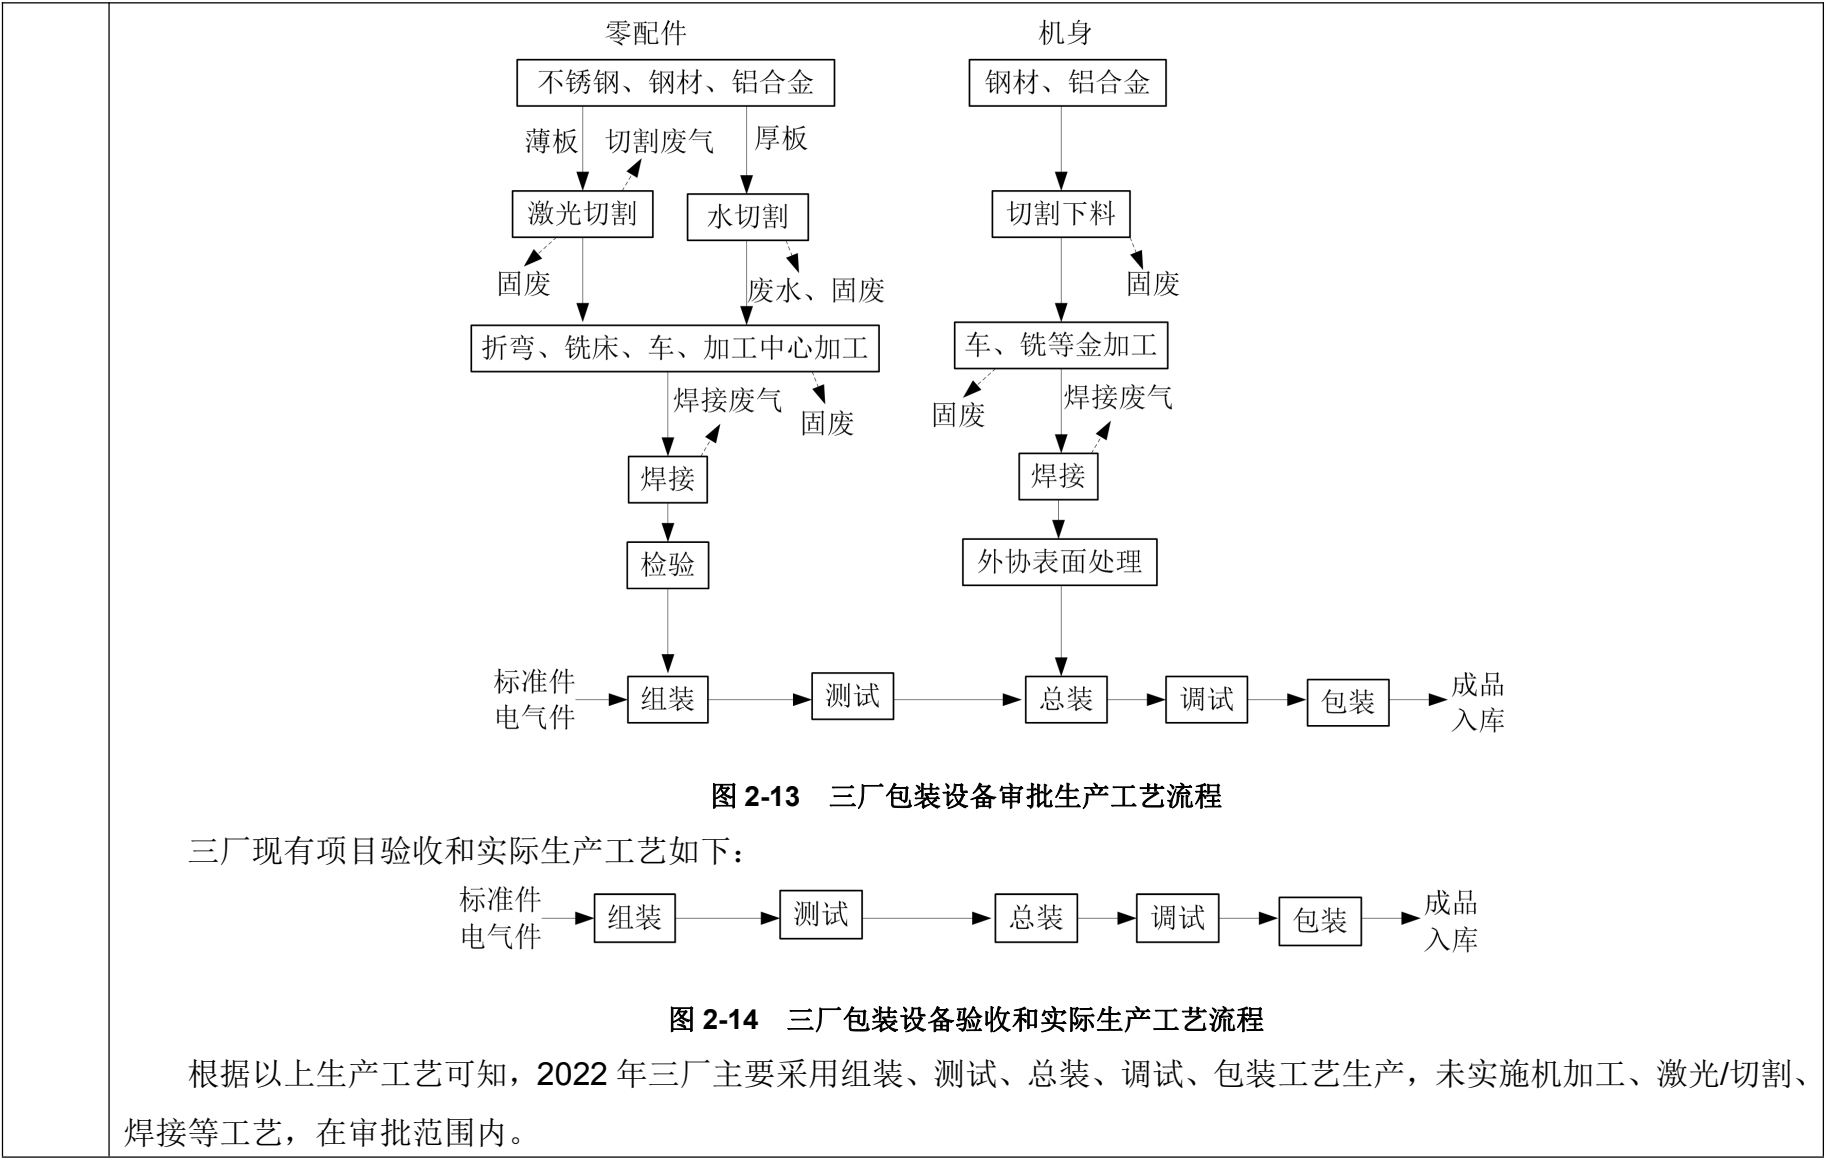 零配件
机身
不锈钢、钢材、铝合金
钢材、铝合金
薄板
切割废气
厚板
激光切割
水切割
切割下料
固废
废水、固废
固废
折弯、铣床、车、加工中心加工
车、铣等金加工
焊接废气
固废
固废
焊接废气
焊接
焊接
检验
外协表面处理
标准件
电气件
组装
测试
总装
调试
包装
成品
入库
图 2-13 三厂包装设备审批生产工艺流程
三厂现有项目验收和实际生产工艺如下：
标准件
电气件
组装
测试
总装
调试
包装
成品
入库
图 2-14 三厂包装设备验收和实际生产工艺流程
根据以上生产工艺可知，2022 年三厂主要采用组装、测试、总装、调试、包装工艺生产，未实施机加工、激光/切割、
焊接等工艺，在审批范围内。